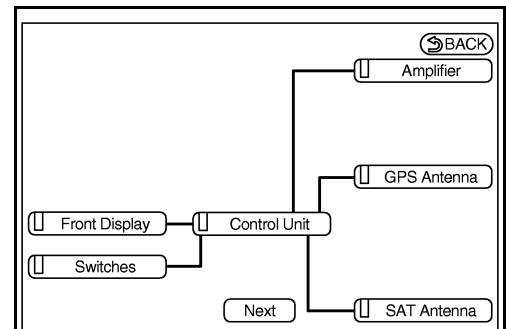 BACK
Amplifier
GPS Antenna
Front Display
Control Unit
Switches
Next
SAT Antenna